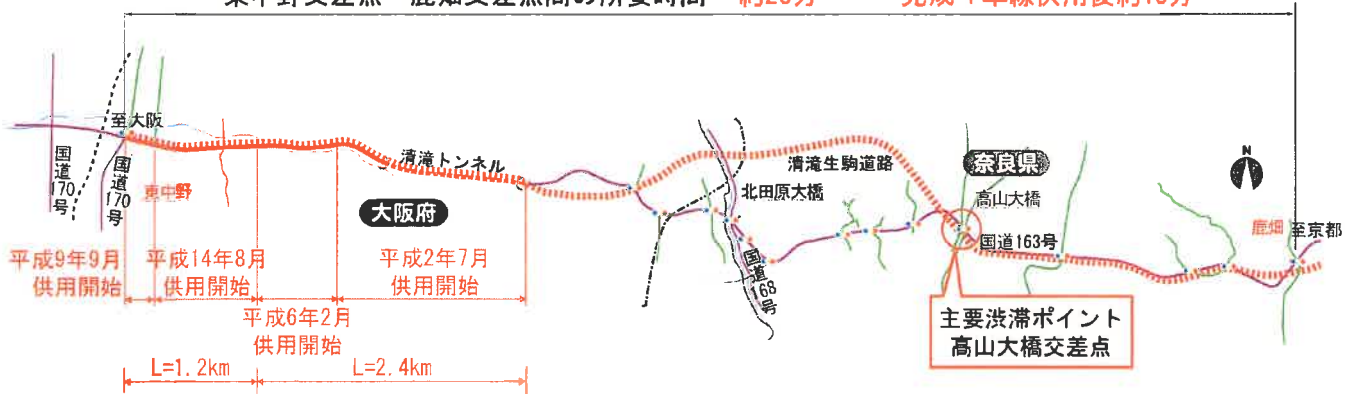 至大阪
国道170号
国道170号
東中野
清滝トンネル
大阪府
清滝生駒道路
北田原大橋
国道168号
奈良県
高山大橋
国道163号
N
鹿畑
至京都
平成9年9月
供用開始
平成14年8月
供用開始
平成6年2月
供用開始
平成2年7月
供用開始
主要渋滞ポイント
高山大橋交差点
L=1.2km
L=2.4km